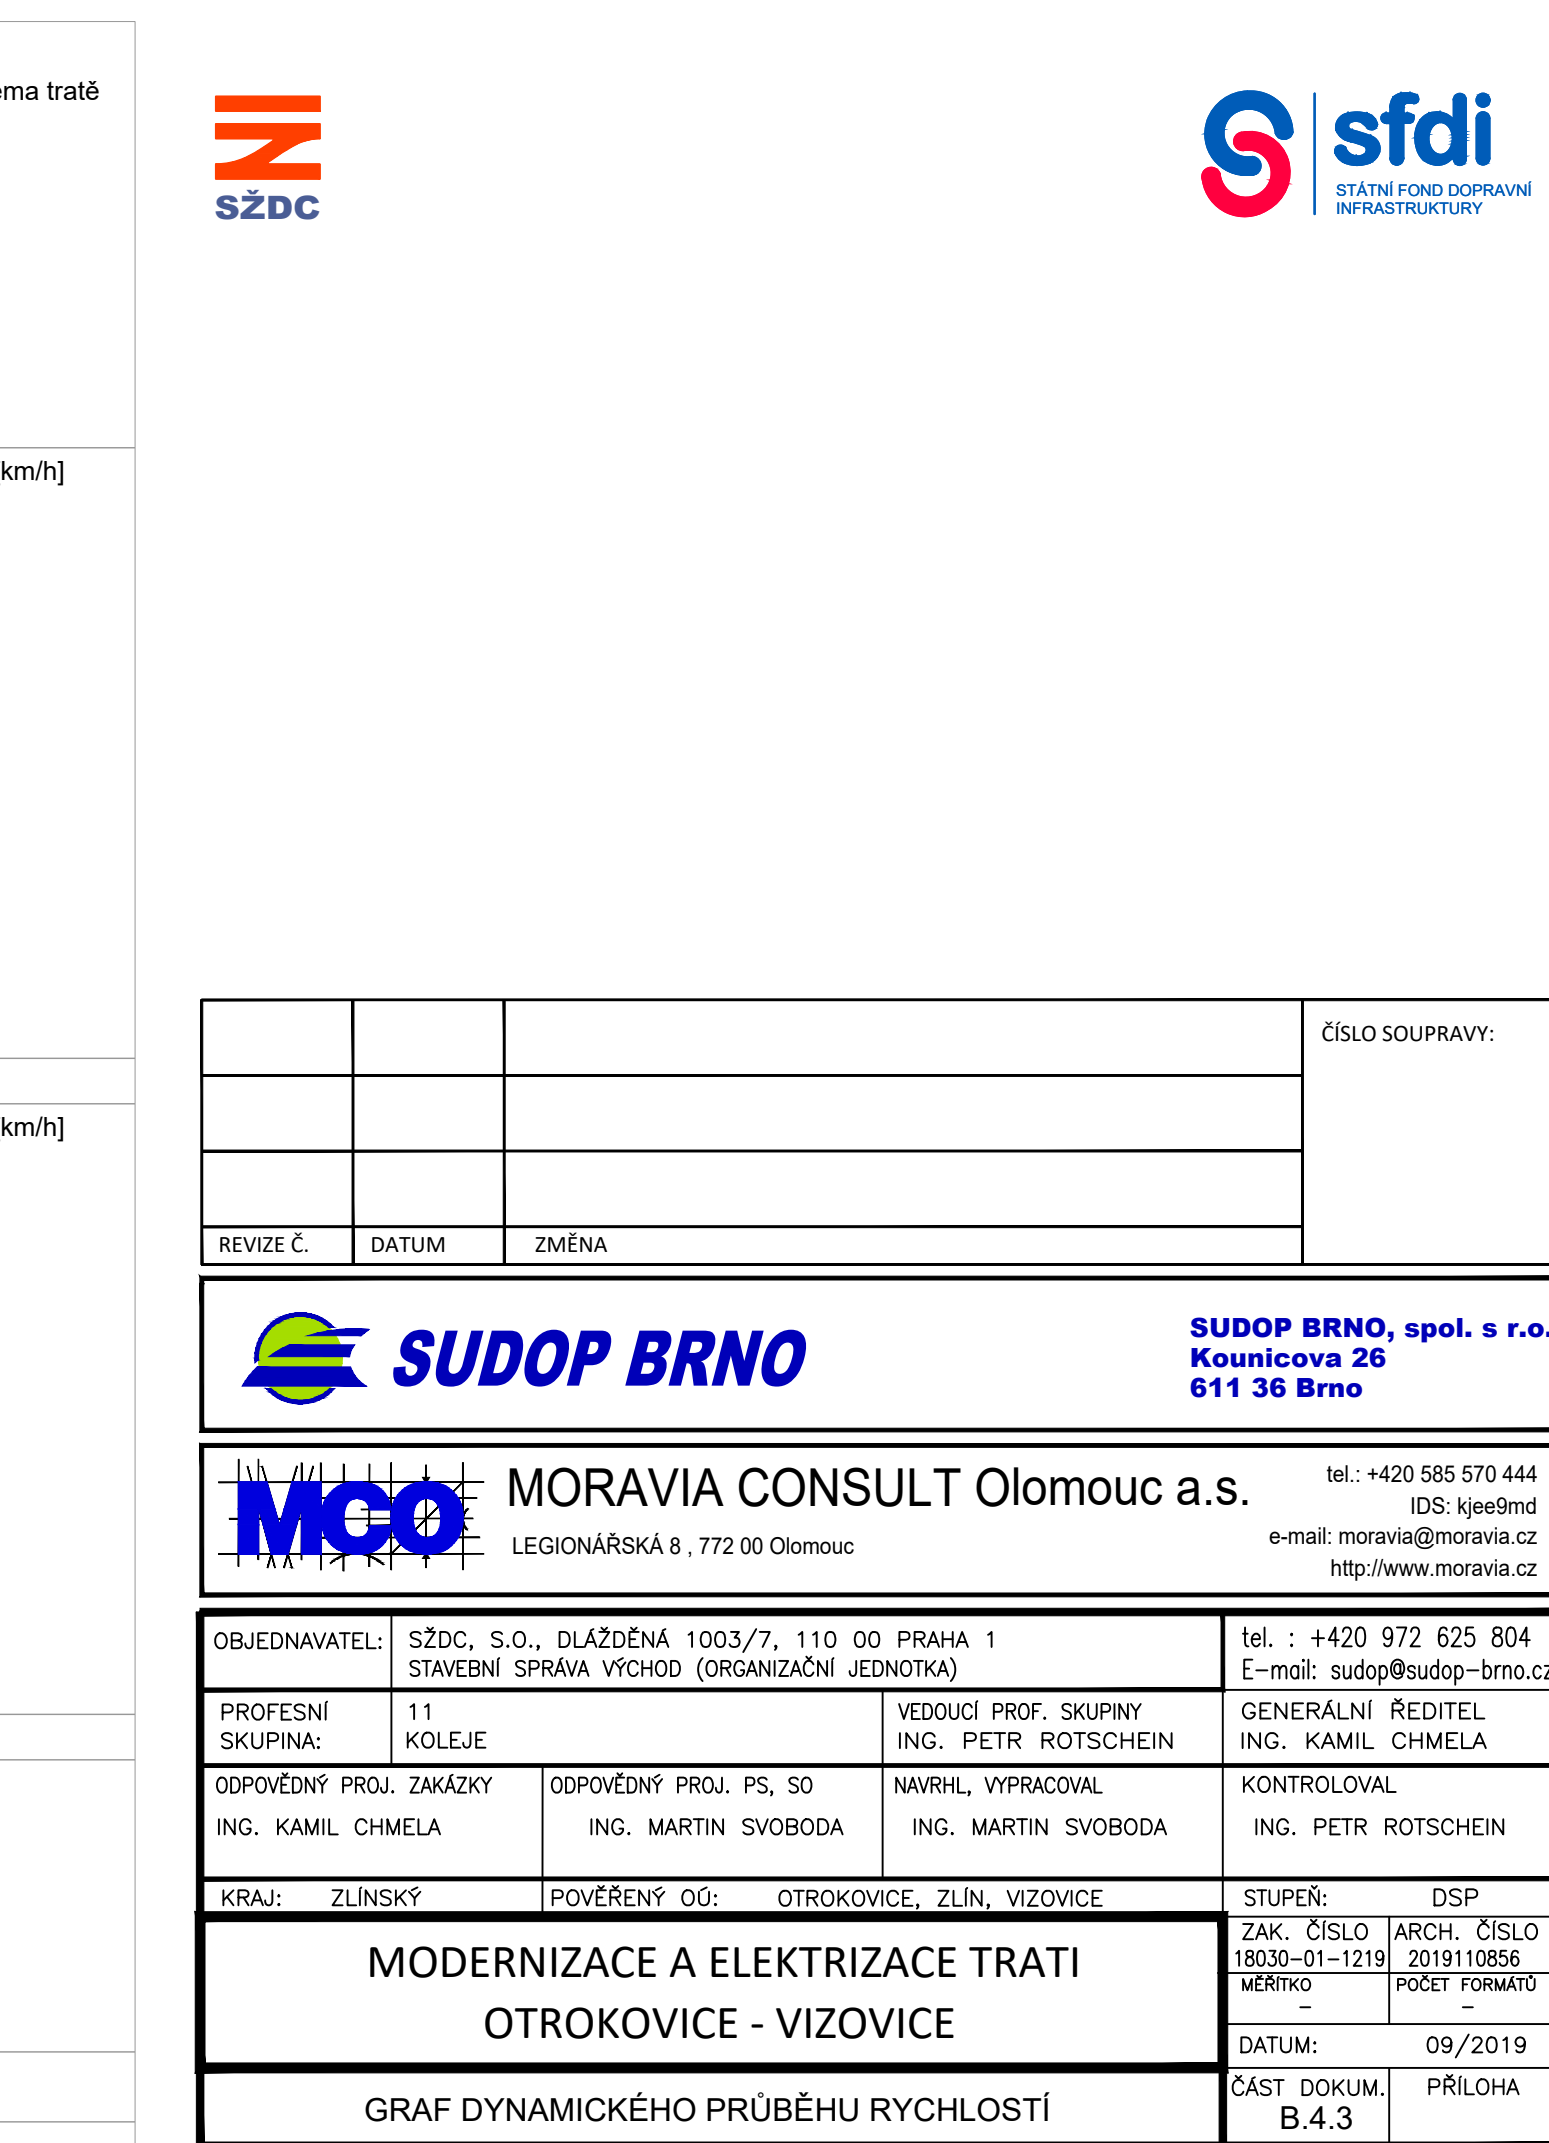 tratě
km/h]
km/h]
SŽDC
sfdi
STÁTNÍ FOND DOPRAVNÍ
INFRASTRUKTURY
ČÍSLO SOUPRAVY:
REVIZE Č. DATUM ZMĚNA
SUDOP BRNO
SUDOP BRNO, spol. s r.o.
Kounicova 26
611 36 Brno
MCO
MORAVIA CONSULT Olomouc a.s.
LEGIONÁŘSKÁ 8 , 772 00 Olomouc
tel.: +420 585 570 444
IDS: kjee9md
e-mail: moravia@moravia.cz
http://www.moravia.cz
OBJEDNAVATEL: SŽDC, S.O., DLÁŽDĚNÁ 1003/7, 110 00 PRAHA 1
STAVEBNÍ SPRÁVA VÝCHOD (ORGANIZAČNÍ JEDNOTKA)
tel. : +420 972 625 804
E-mail: sudop@sudop-brno.cz
PROFESNÍ SKUPINA: 11 KOLEJE
VEDOUCÍ PROF. SKUPINY
ING. PETR ROTSCHEIN
GENERÁLNÍ ŘEDITEL
ING. KAMIL CHMELA
ODPOVĚDNÝ PROJ. ZAKÁZKY
ING. KAMIL CHMELA
ODPOVĚDNÝ PROJ. PS, SO
ING. MARTIN SVOBODA
NAVRHL, VYPRACOVAL
ING. MARTIN SVOBODA
KONTROLOVAL
ING. PETR ROTSCHEIN
KRAJ: ZLÍNSKÝ
POVĚŘENÝ OÚ: OTROKOVICE, ZLÍN, VIZOVICE
STUPEŇ: DSP
MODERNIZACE A ELEKTRIZACE TRATI
OTROKOVICE - VIZOVICE
ZAK. ČÍSLO
18030-01-1219
ARCH. ČÍSLO
2019110856
MĚŘÍTKO
–
POČET FORMÁTŮ
–
DATUM: 09/2019
GRAF DYNAMICKÉHO PRŮBĚHU RYCHLOSTÍ
ČÁST DOKUM.
B.4.3
PŘÍLOHA